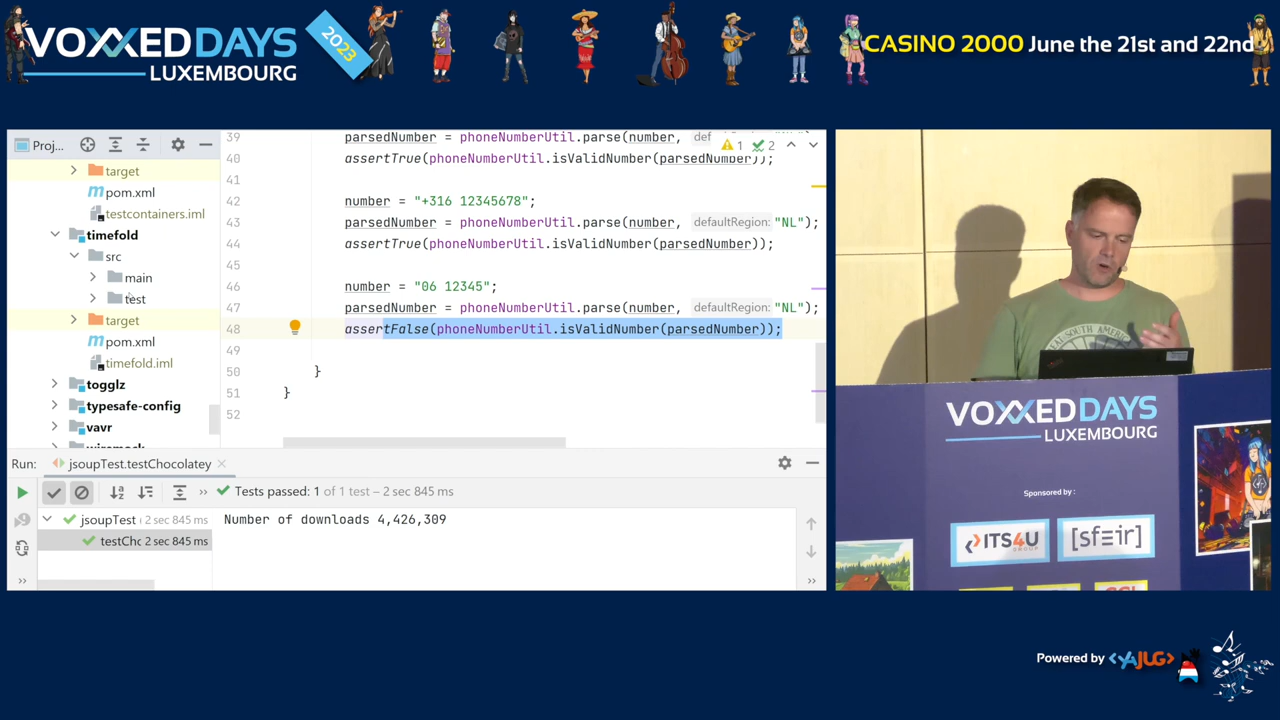 VOXXED DAYS
LUXEMBOURG
2023
CASINO 2000 June the 21st and 22nd
Proj...
target
pom.xml
testcontainers.iml
timefold
src
main
test
target
pom.xml
timefold.iml
togglz
typesafe-config
vavr
wiremock
39 parsedNumber = phoneNumberUtil.parse(number, def
1 2
40 assertTrue(phoneNumberUtil.isValidNumber(parsedNumber));
41
42 number = "+316 12345678";
43 parsedNumber = phoneNumberUtil.parse(number, defaultRegion: "NL");
44 assertTrue(phoneNumberUtil.isValidNumber(parsedNumber));
45
46 number = "06 12345";
47 parsedNumber = phoneNumberUtil.parse(number, defaultRegion: "NL");
48 assertFalse(phoneNumberUtil.isValidNumber(parsedNumber));
49
50 }
51 }
52
Run: jsoupTest.testChocolatey
Tests passed: 1 of 1 test – 2 sec 845 ms
jsoupTest 2 sec 845 ms
testChc 2 sec 845 ms
Number of downloads 4,426,309
VOXXED DAYS
LUXEMBOURG
Sponsored by :
ITS4U
GROUP
[sfeir]
Powered by <YAJUG>